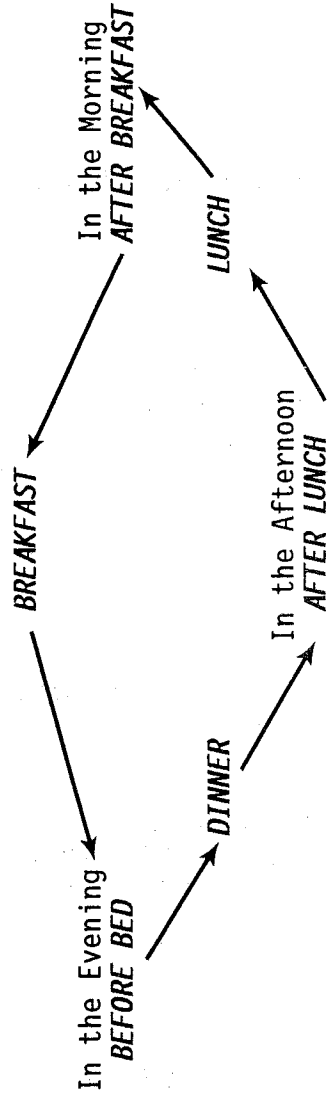 BREAKFAST
In the Evening
BEFORE BED
In the Morning
AFTER BREAKFAST
DINNER
LUNCH
In the Afternoon
AFTER LUNCH